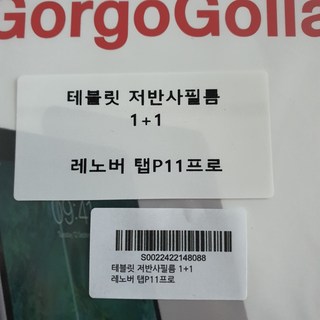 GorgoGolla
테블릿 저반사필름
1+1
레노버 탭P11프로
S0022422148088
테블릿 저반사필름 1+1
레노버 탭P11프로